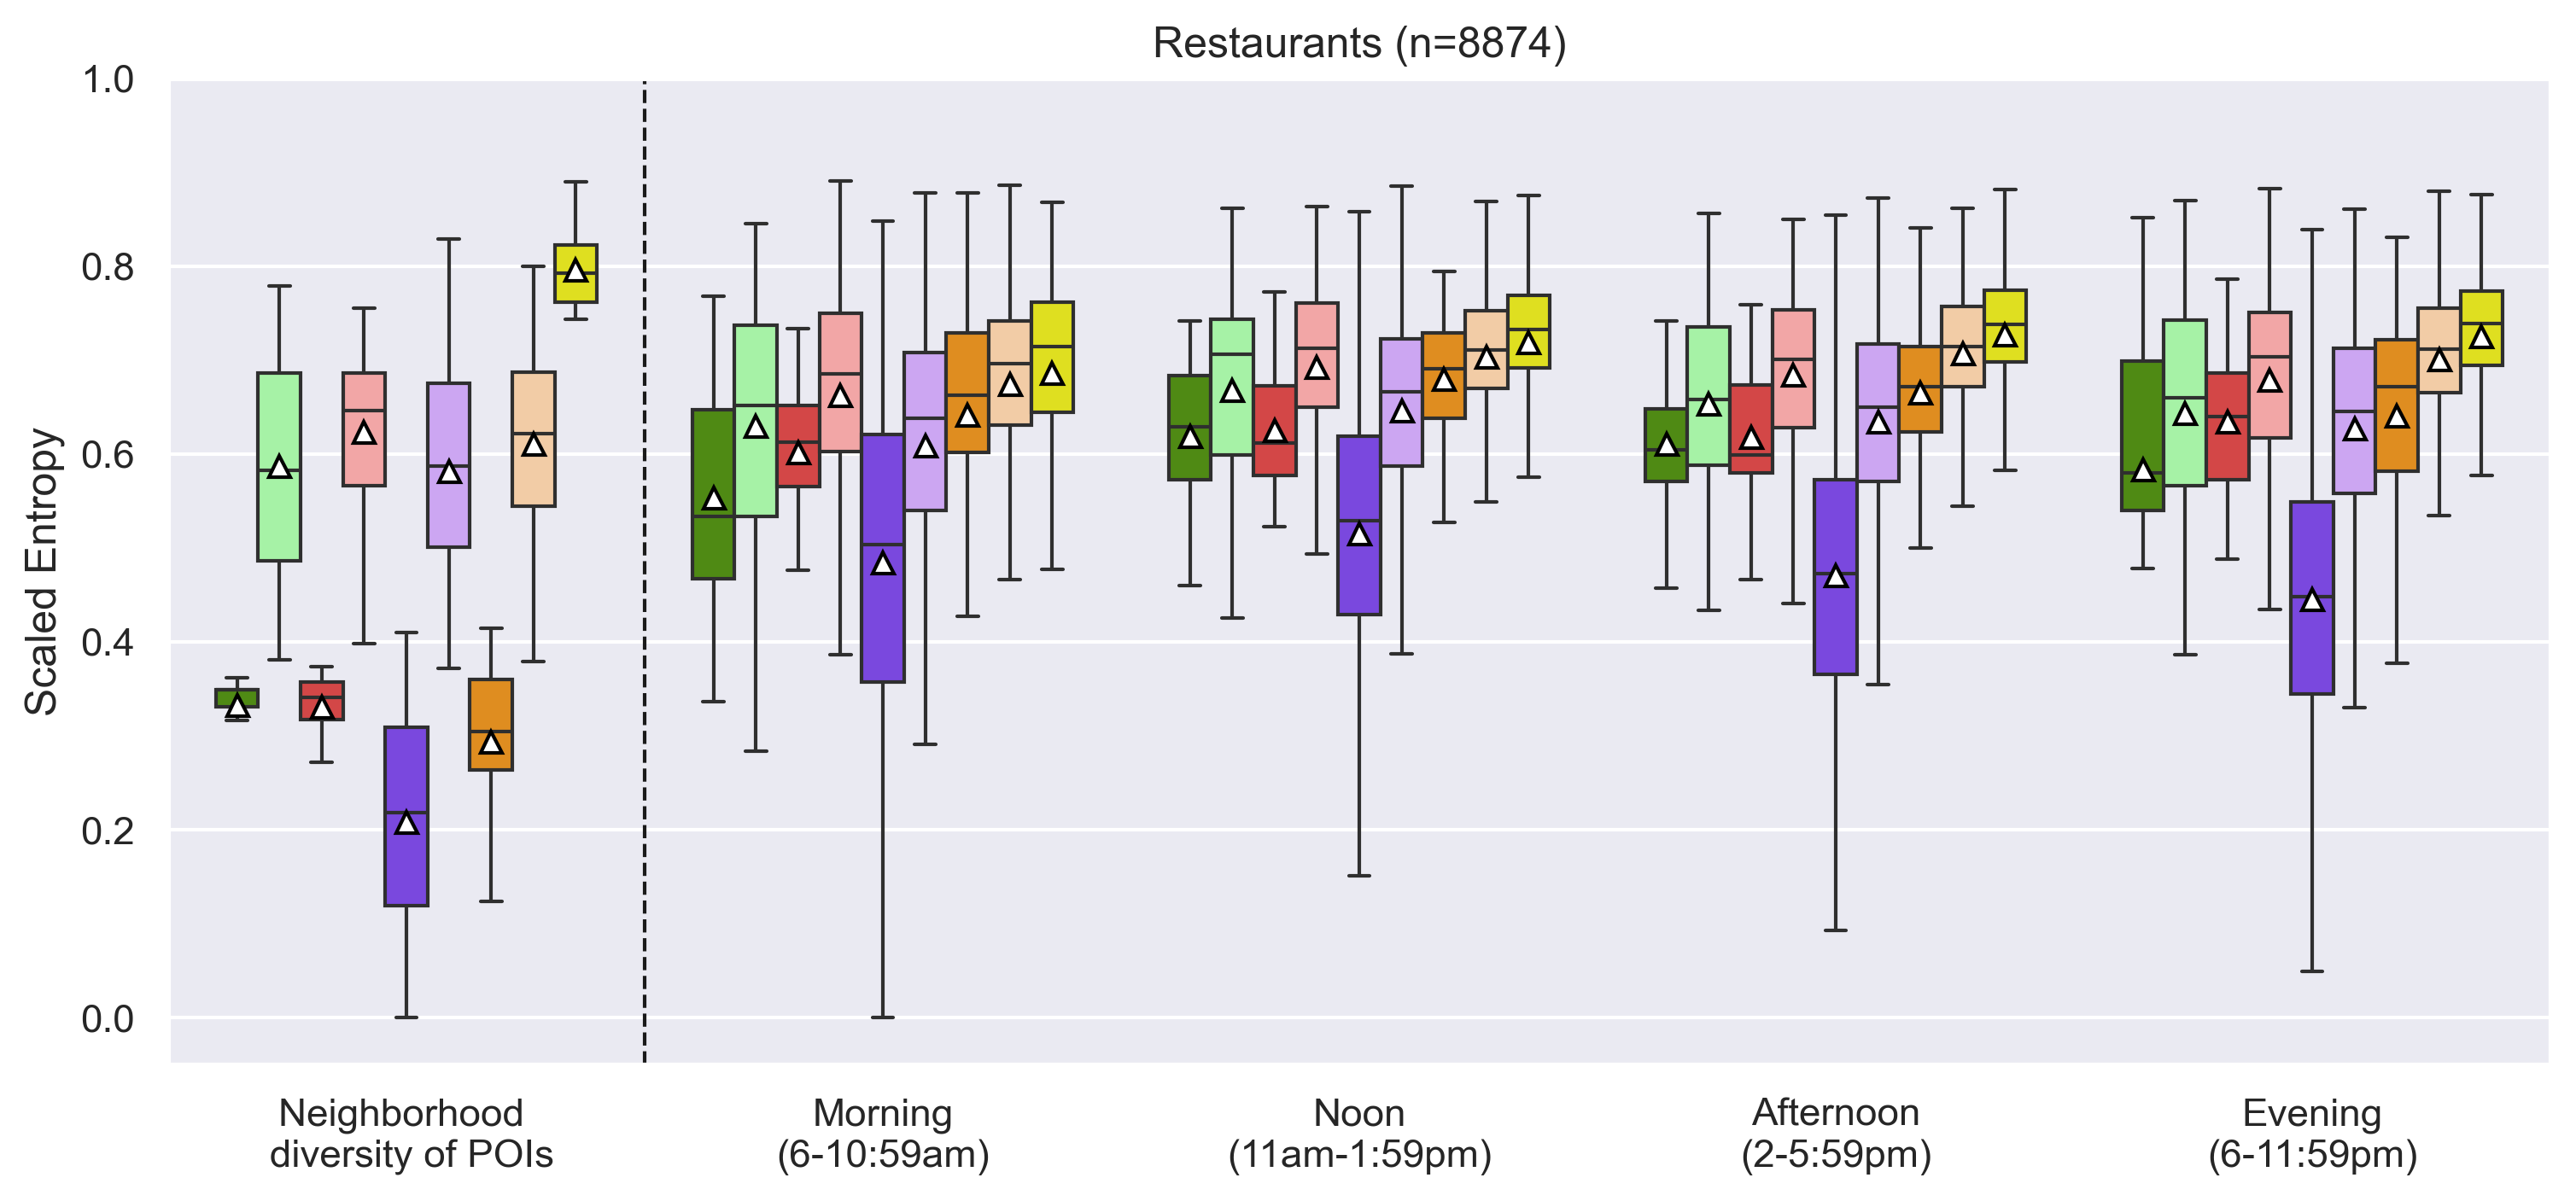 Restaurants (n=8874)
Scaled Entropy
1.0
0.8
0.6
0.4
0.2
0.0
Neighborhood
diversity of POIs
Morning
(6-10:59am)
Noon
(11am-1:59pm)
Afternoon
(2-5:59pm)
Evening
(6-11:59pm)